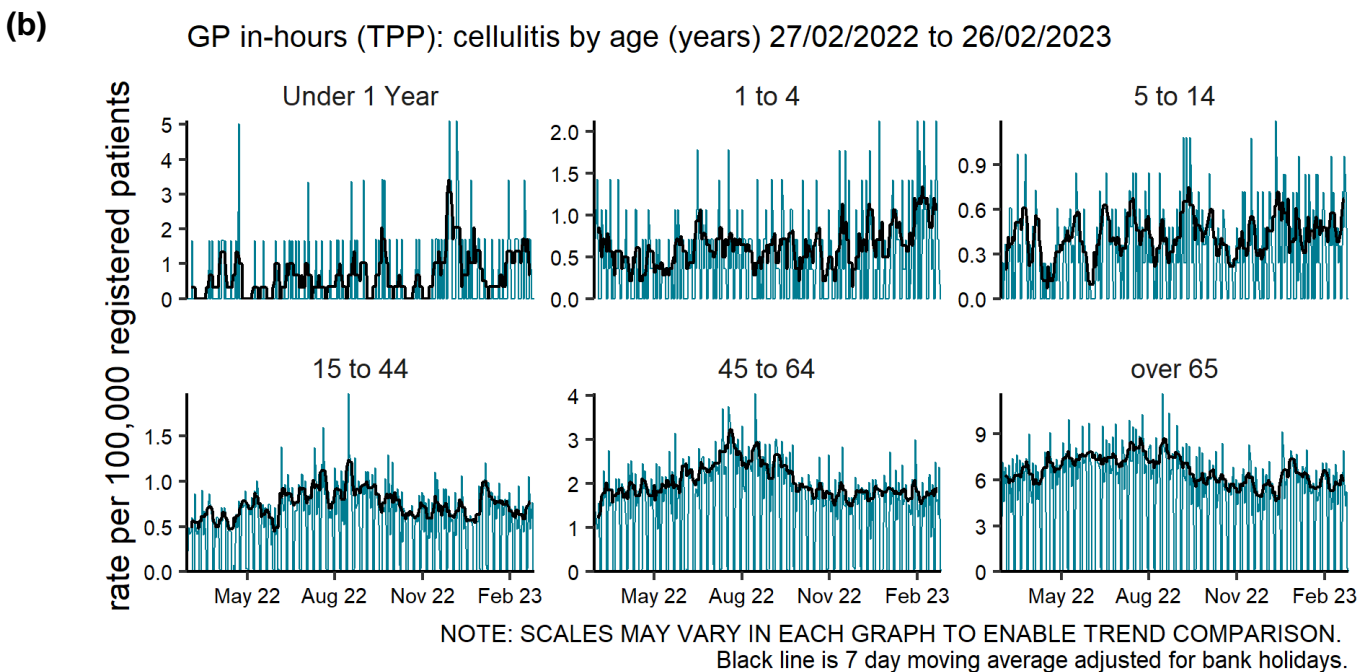 (b)
GP in-hours (TPP): cellulitis by age (years) 27/02/2022 to 26/02/2023
rate per 100,000 registered patients
Under 1 Year
5
4
3
2
1
0
1 to 4
2.0
1.5
1.0
0.5
0.0
5 to 14
0.9
0.6
0.3
0.0
15 to 44
1.5
1.0
0.5
0.0
May 22 Aug 22 Nov 22 Feb 23
45 to 64
4
3
2
1
0
May 22 Aug 22 Nov 22 Feb 23
over 65
9
6
3
0
May 22 Aug 22 Nov 22 Feb 23
NOTE: SCALES MAY VARY IN EACH GRAPH TO ENABLE TREND COMPARISON.
Black line is 7 day moving average adjusted for bank holidays.